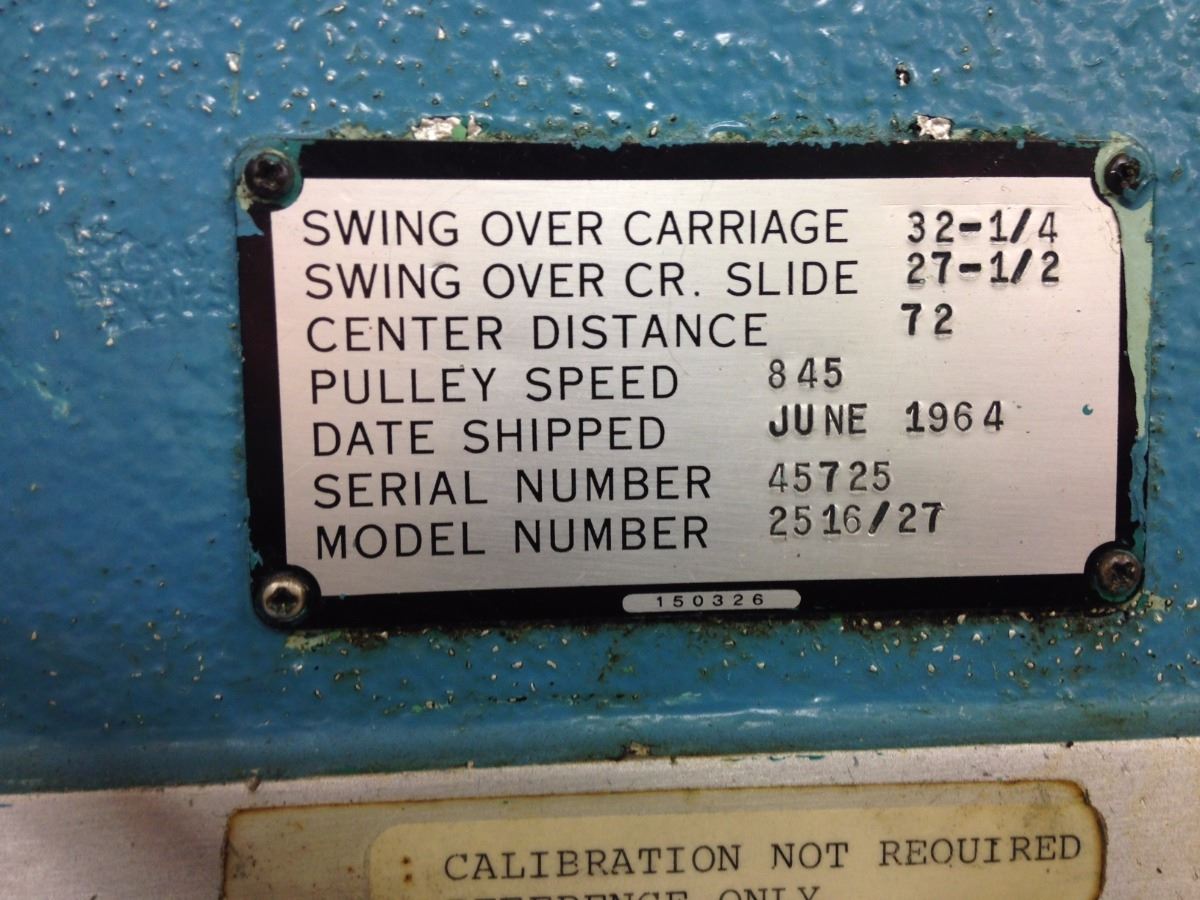 SWING OVER CARRIAGE 32-1/4
SWING OVER CR. SLIDE 27-1/2
CENTER DISTANCE 72
PULLEY SPEED 845
DATE SHIPPED JUNE 1964
SERIAL NUMBER 45725
MODEL NUMBER 2516/27
150326
CALIBRATION NOT REQUIRED
ONLY